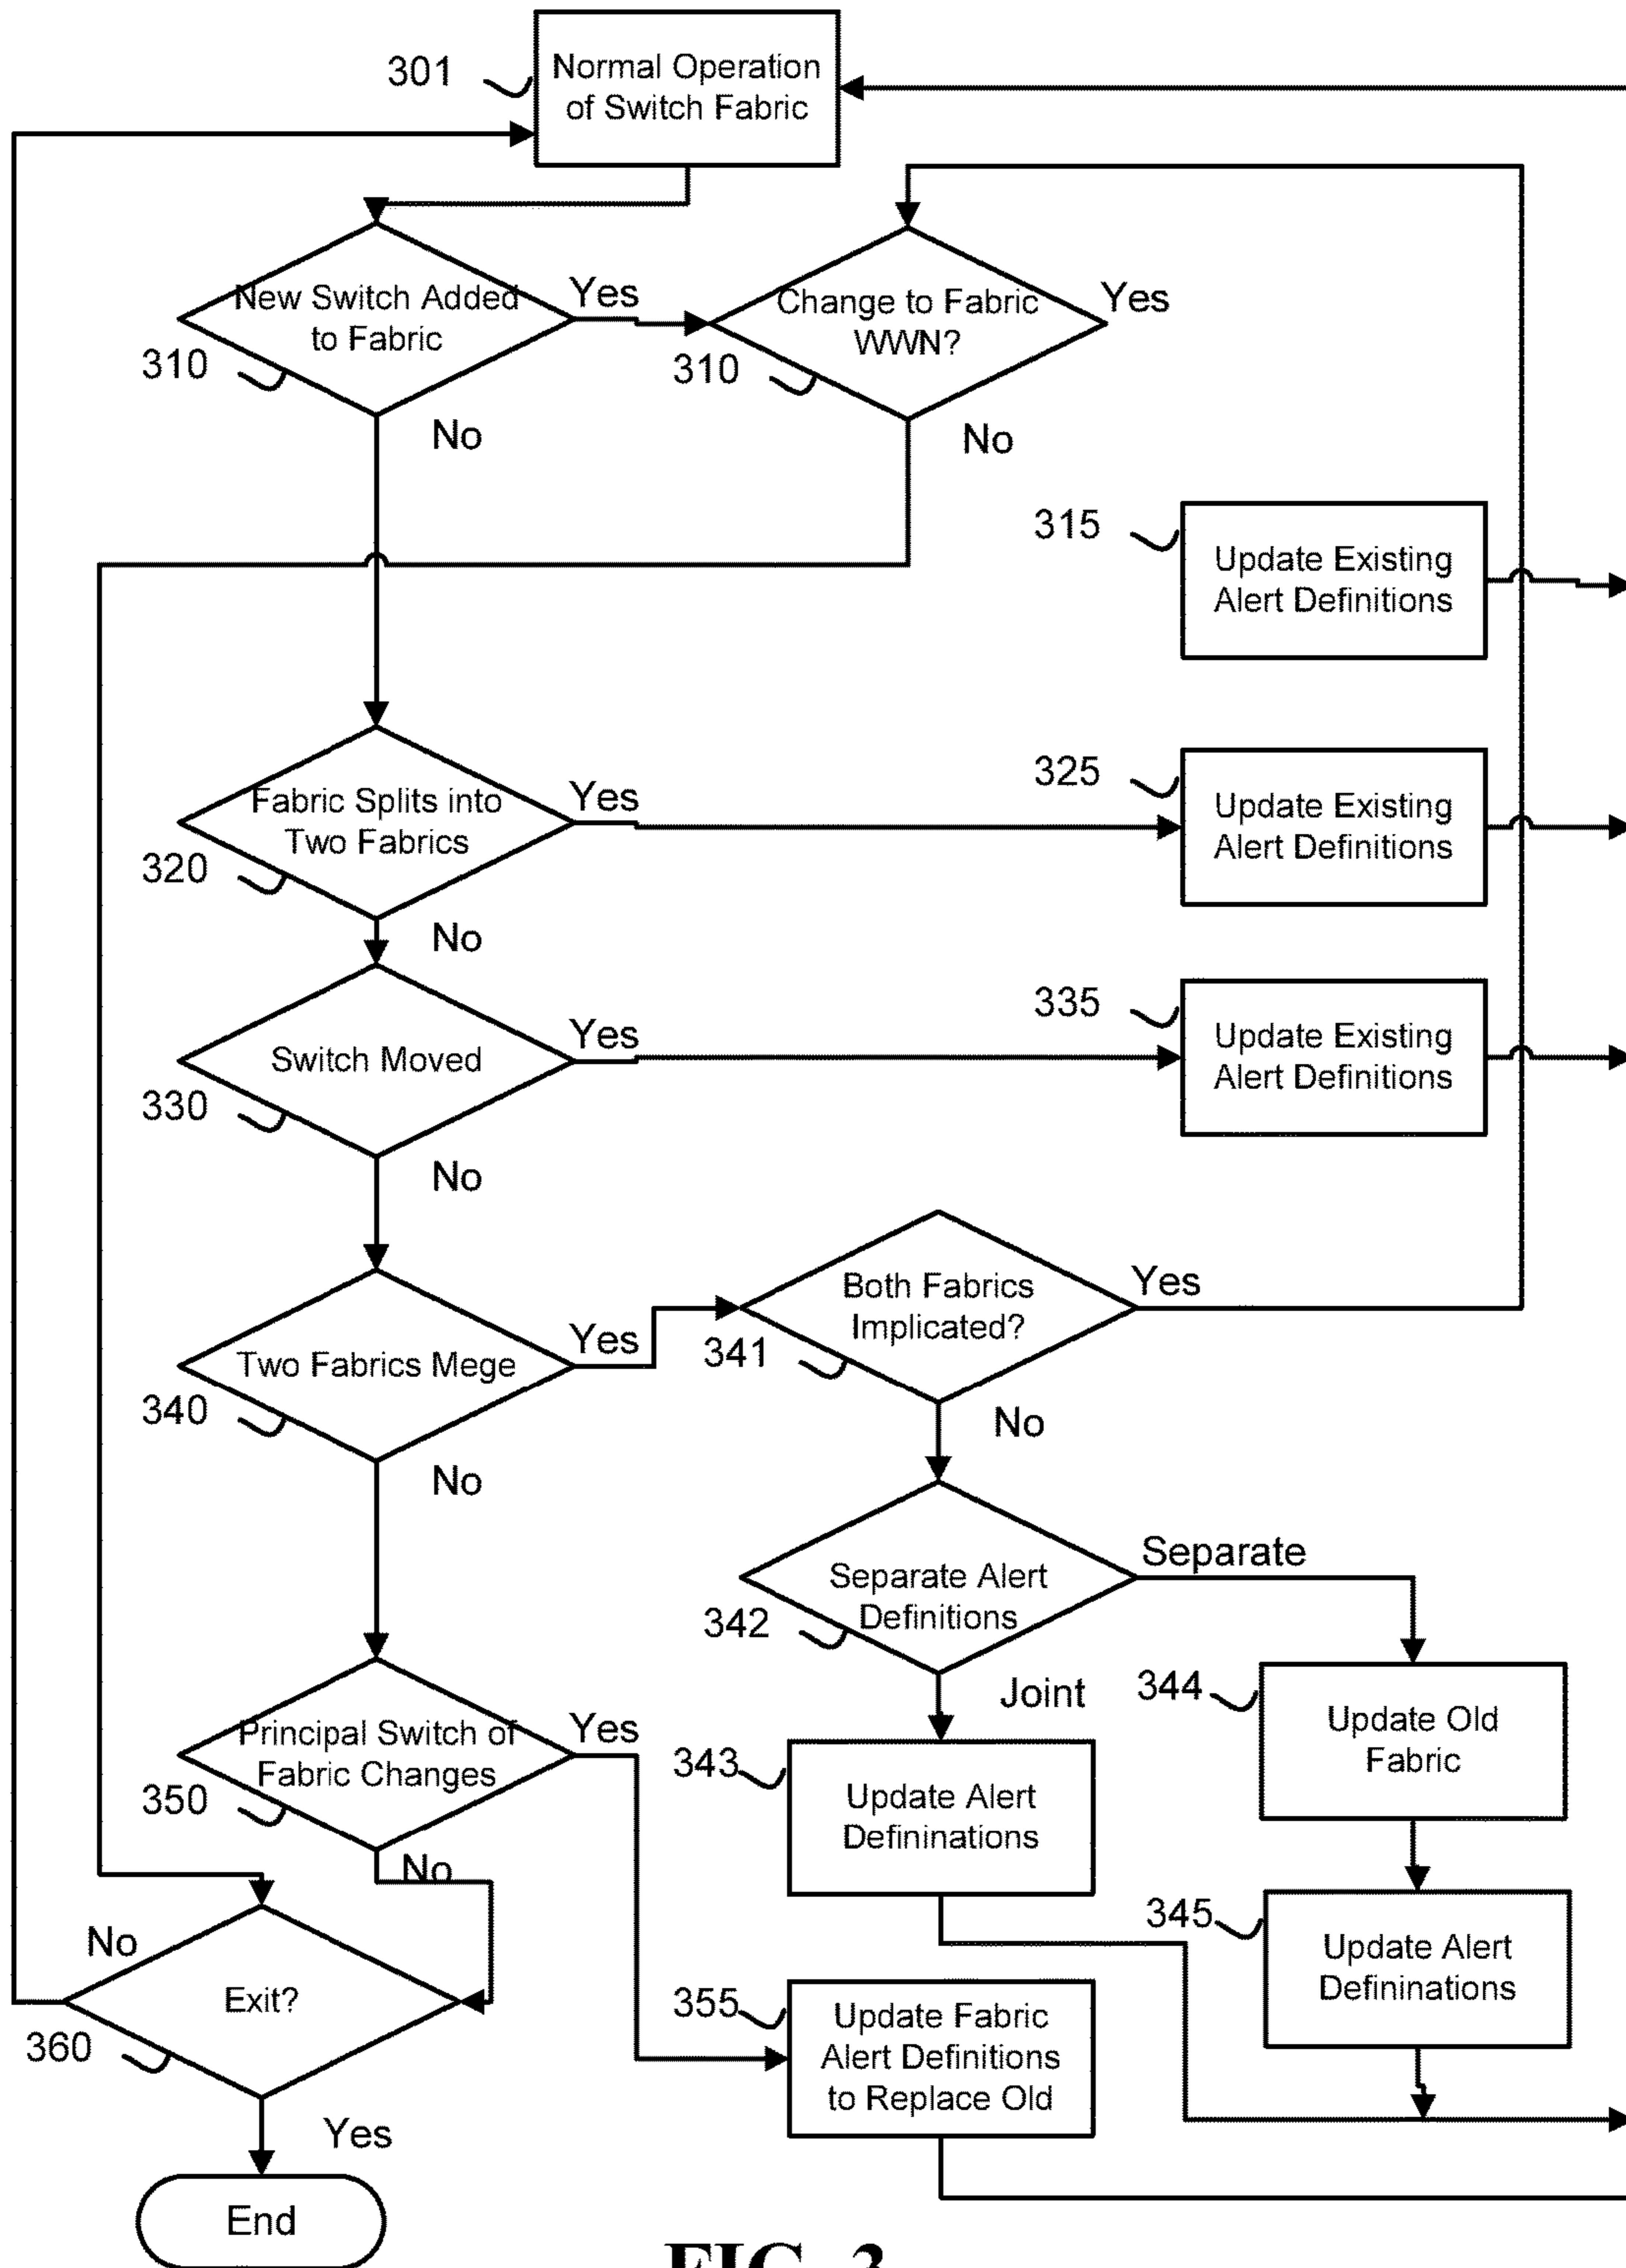 301
Normal Operation
of Switch Fabric
New Switch Added
to Fabric
Yes
310
No
Change to Fabric
WWN?
Yes
310
No
315
Update Existing
Alert Definitions
Fabric Splits into
Two Fabrics
Yes
320
No
325
Update Existing
Alert Definitions
Switch Moved
Yes
330
No
335
Update Existing
Alert Definitions
Two Fabrics Mege
Yes
340
No
Both Fabrics
Implicated?
Yes
341
No
Separate Alert
Definitions
Separate
342
Joint
343
Update Alert
Defininations
344
Update Old
Fabric
345
Update Alert
Defininations
Principal Switch of
Fabric Changes
Yes
350
No
355
Update Fabric
Alert Definitions
to Replace Old
No
Exit?
360
Yes
End
FIG. 3